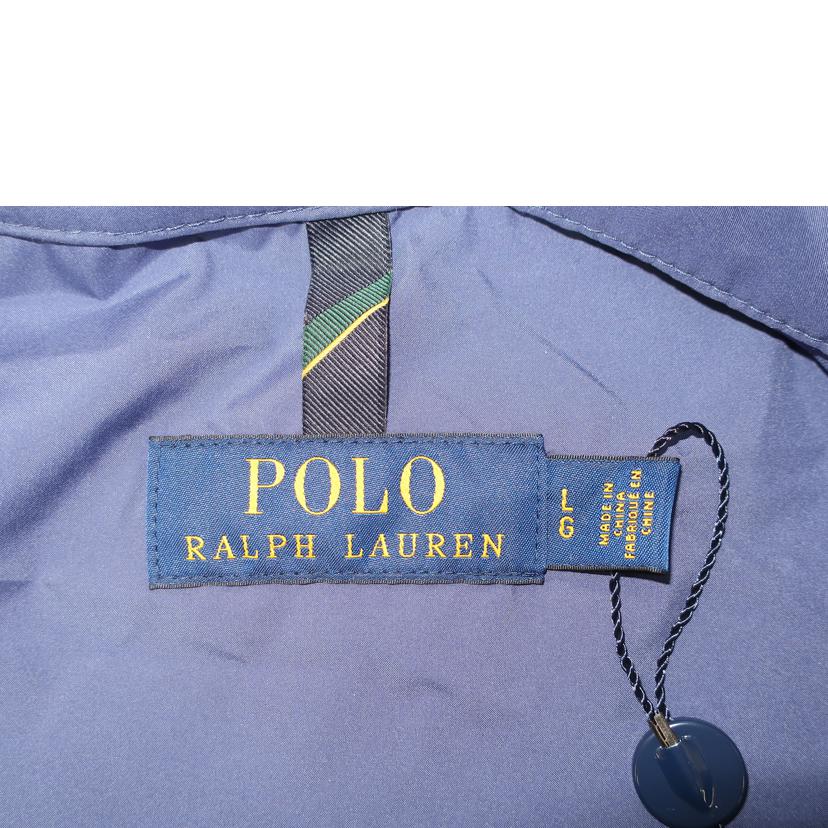 POLO
RALPH LAUREN
LG
MADE IN
CHINA
FABRIQUÉ EN
CHINE